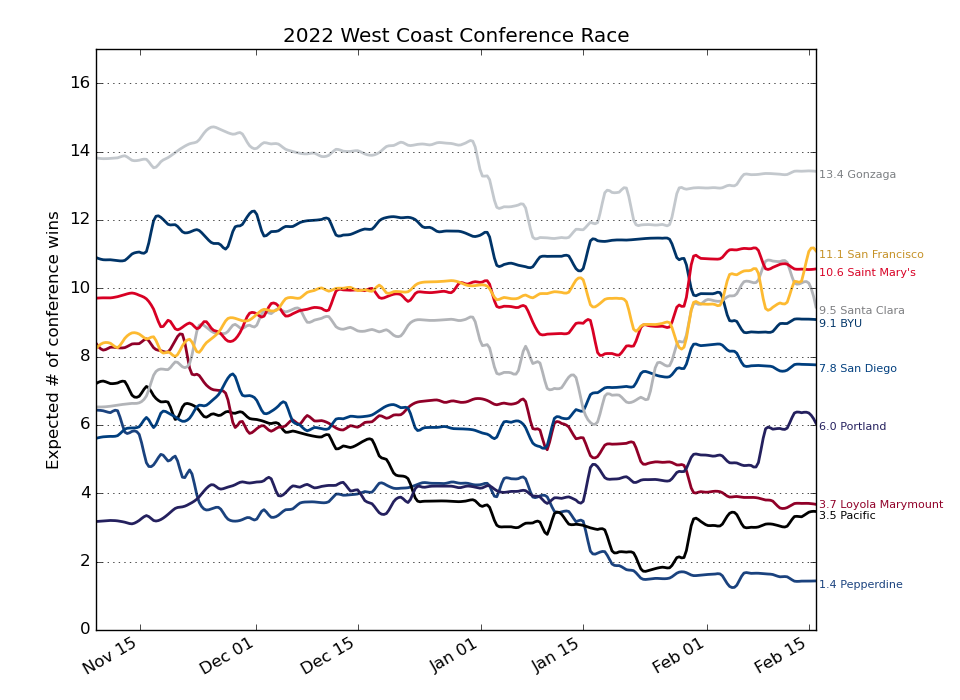 2022 West Coast Conference Race
Expected # of conference wins
16
14
12
10
8
6
4
2
0
Nov 15
Dec 01
Dec 15
Jan 01
Jan 15
Feb 01
Feb 15
13.4 Gonzaga
11.1 San Francisco
10.6 Saint Mary's
9.5 Santa Clara
9.1 BYU
7.8 San Diego
6.0 Portland
3.7 Loyola Marymount
3.5 Pacific
1.4 Pepperdine